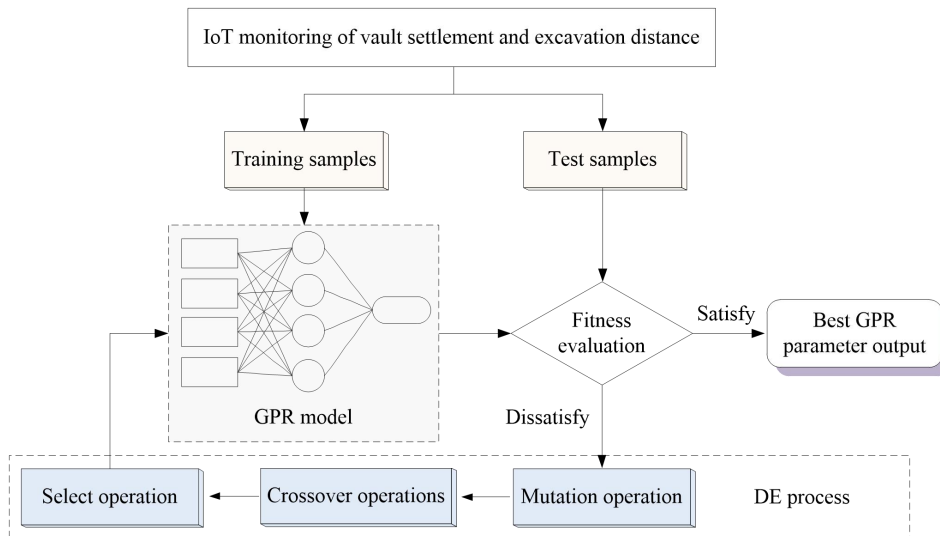 IoT monitoring of vault settlement and excavation distance
Training samples
Test samples
Fitness
evaluation
Satisfy
Best GPR
parameter output
GPR model
Dissatisfy
Select operation
Crossover operations
Mutation operation
DE process